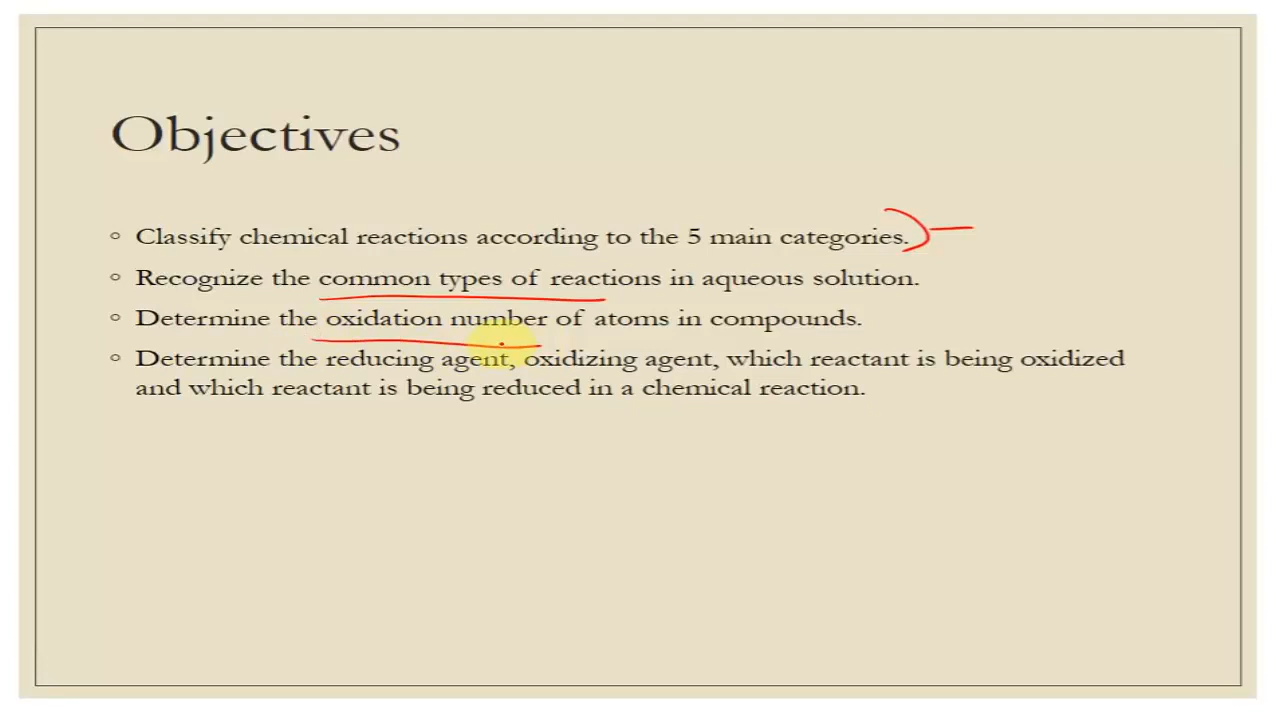 Objectives
◦ Classify chemical reactions according to the 5 main categories.
◦ Recognize the common types of reactions in aqueous solution.
◦ Determine the oxidation number of atoms in compounds.
◦ Determine the reducing agent, oxidizing agent, which reactant is being oxidized
and which reactant is being reduced in a chemical reaction.